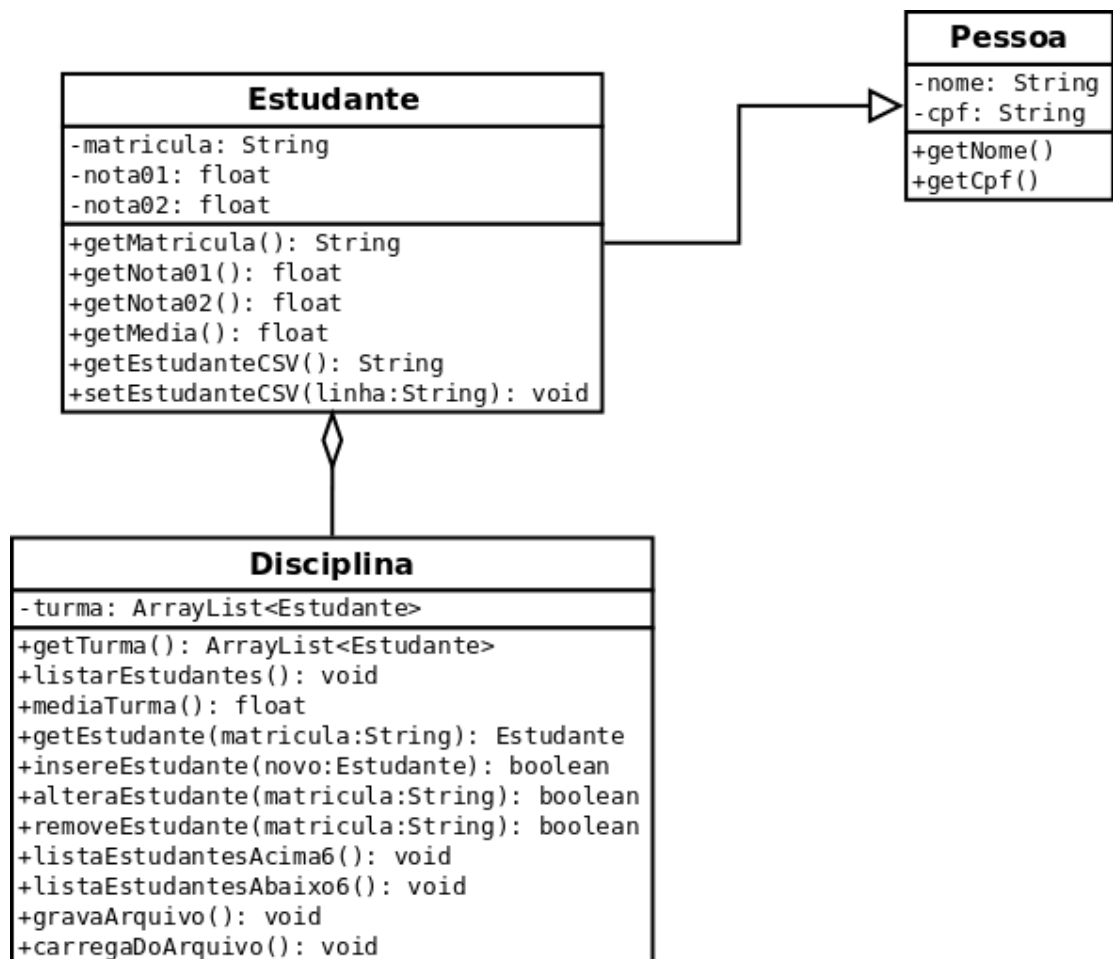 Pessoa
-nome: String
-cpf: String
+getNome()
+getCpf()
Estudante
-matricula: String
-nota01: float
-nota02: float
+getMatricula(): String
+getNota01(): float
+getNota02(): float
+getMedia(): float
+getEstudanteCSV(): String
+setEstudanteCSV(linha:String): void
Disciplina
-turma: ArrayList<Estudante>
+getTurma(): ArrayList<Estudante>
+listarEstudantes(): void
+mediaTurma(): float
+getEstudante(matricula:String): Estudante
+insereEstudante(novo:Estudante): boolean
+alteraEstudante(matricula:String): boolean
+removeEstudante(matricula:String): boolean
+listaEstudantesAcima6(): void
+listaEstudantesAbaixo6(): void
+gravaArquivo(): void
+carregaDoArquivo(): void